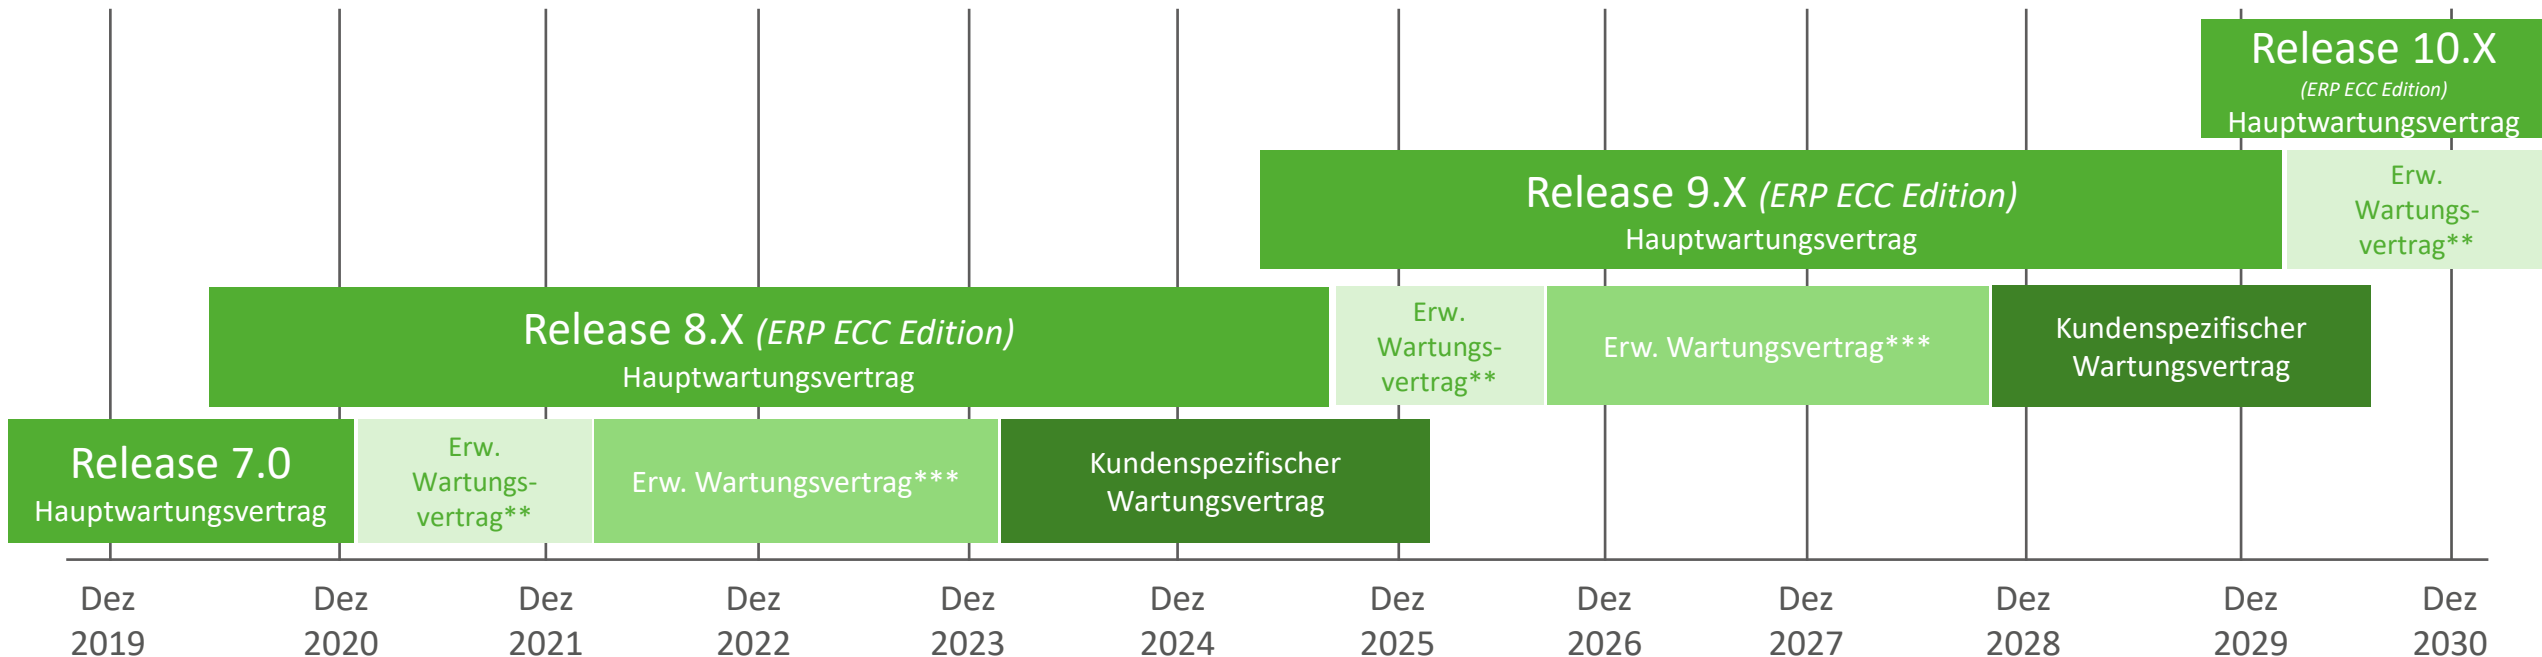 Release 10.X
(ERP ECC Edition)
Hauptwartungsvertrag
Release 9.X (ERP ECC Edition)
Hauptwartungsvertrag
Erw.
Wartungs-
vertrag**
Release 8.X (ERP ECC Edition)
Hauptwartungsvertrag
Erw.
Wartungs-
vertrag**
Erw. Wartungsvertrag***
Kundenspezifischer
Wartungsvertrag
Release 7.0
Hauptwartungsvertrag
Erw.
Wartungs-
vertrag**
Erw. Wartungsvertrag***
Kundenspezifischer
Wartungsvertrag
Dez
2019
Dez
2020
Dez
2021
Dez
2022
Dez
2023
Dez
2024
Dez
2025
Dez
2026
Dez
2027
Dez
2028
Dez
2029
Dez
2030